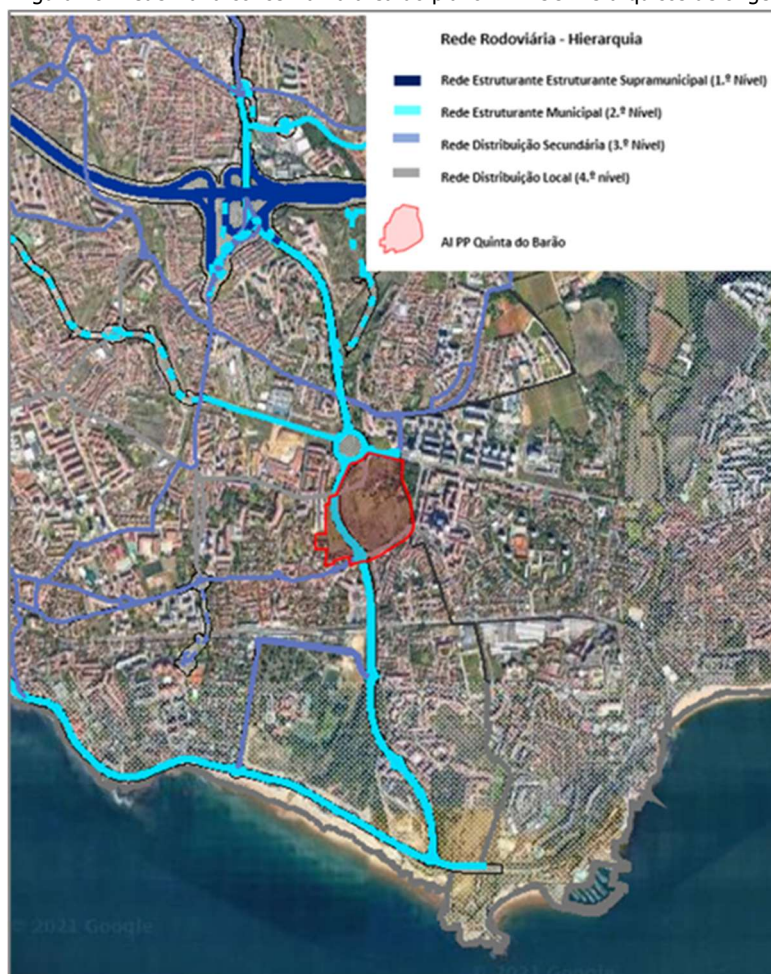 Rede Rodoviária - Hierarquia
Rede Estruturante Estruturante Supramunicipal (1.º Nível)
Rede Estruturante Municipal (2.º Nível)
Rede Distribuição Secundária (3.º Nível)
Rede Distribuição Local (4.º nível)
AI PP Quinta do Barão
© 2021 Google